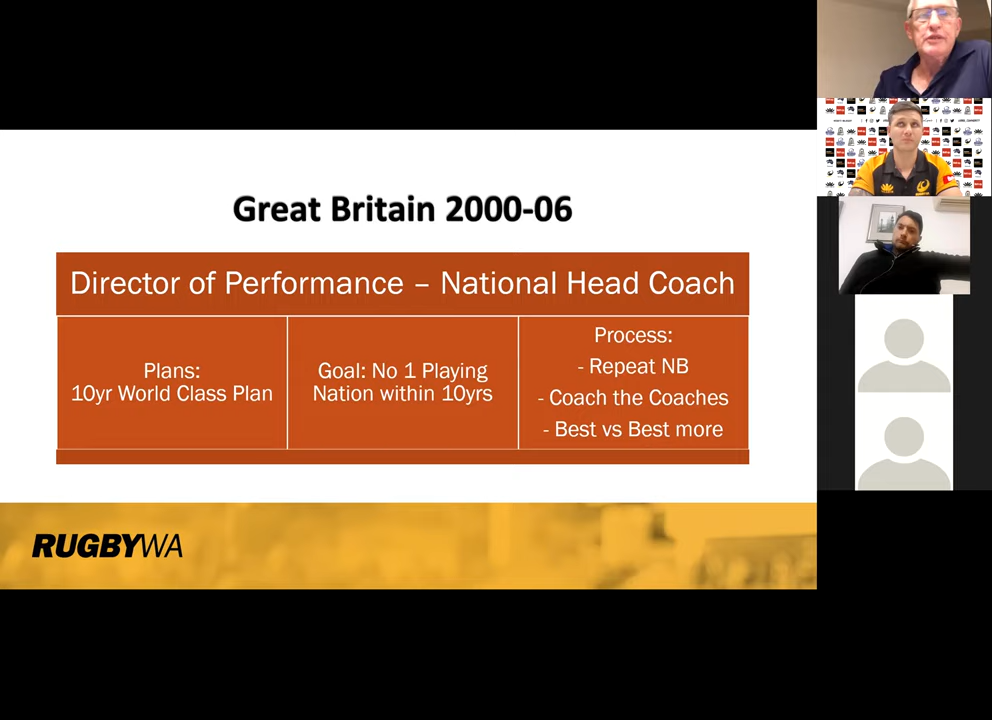 Great Britain 2000-06
Director of Performance – National Head Coach
Plans:
10yr World Class Plan
Goal: No 1 Playing
Nation within 10yrs
Process:
- Repeat NB
- Coach the Coaches
- Best vs Best more
RUGBYWA